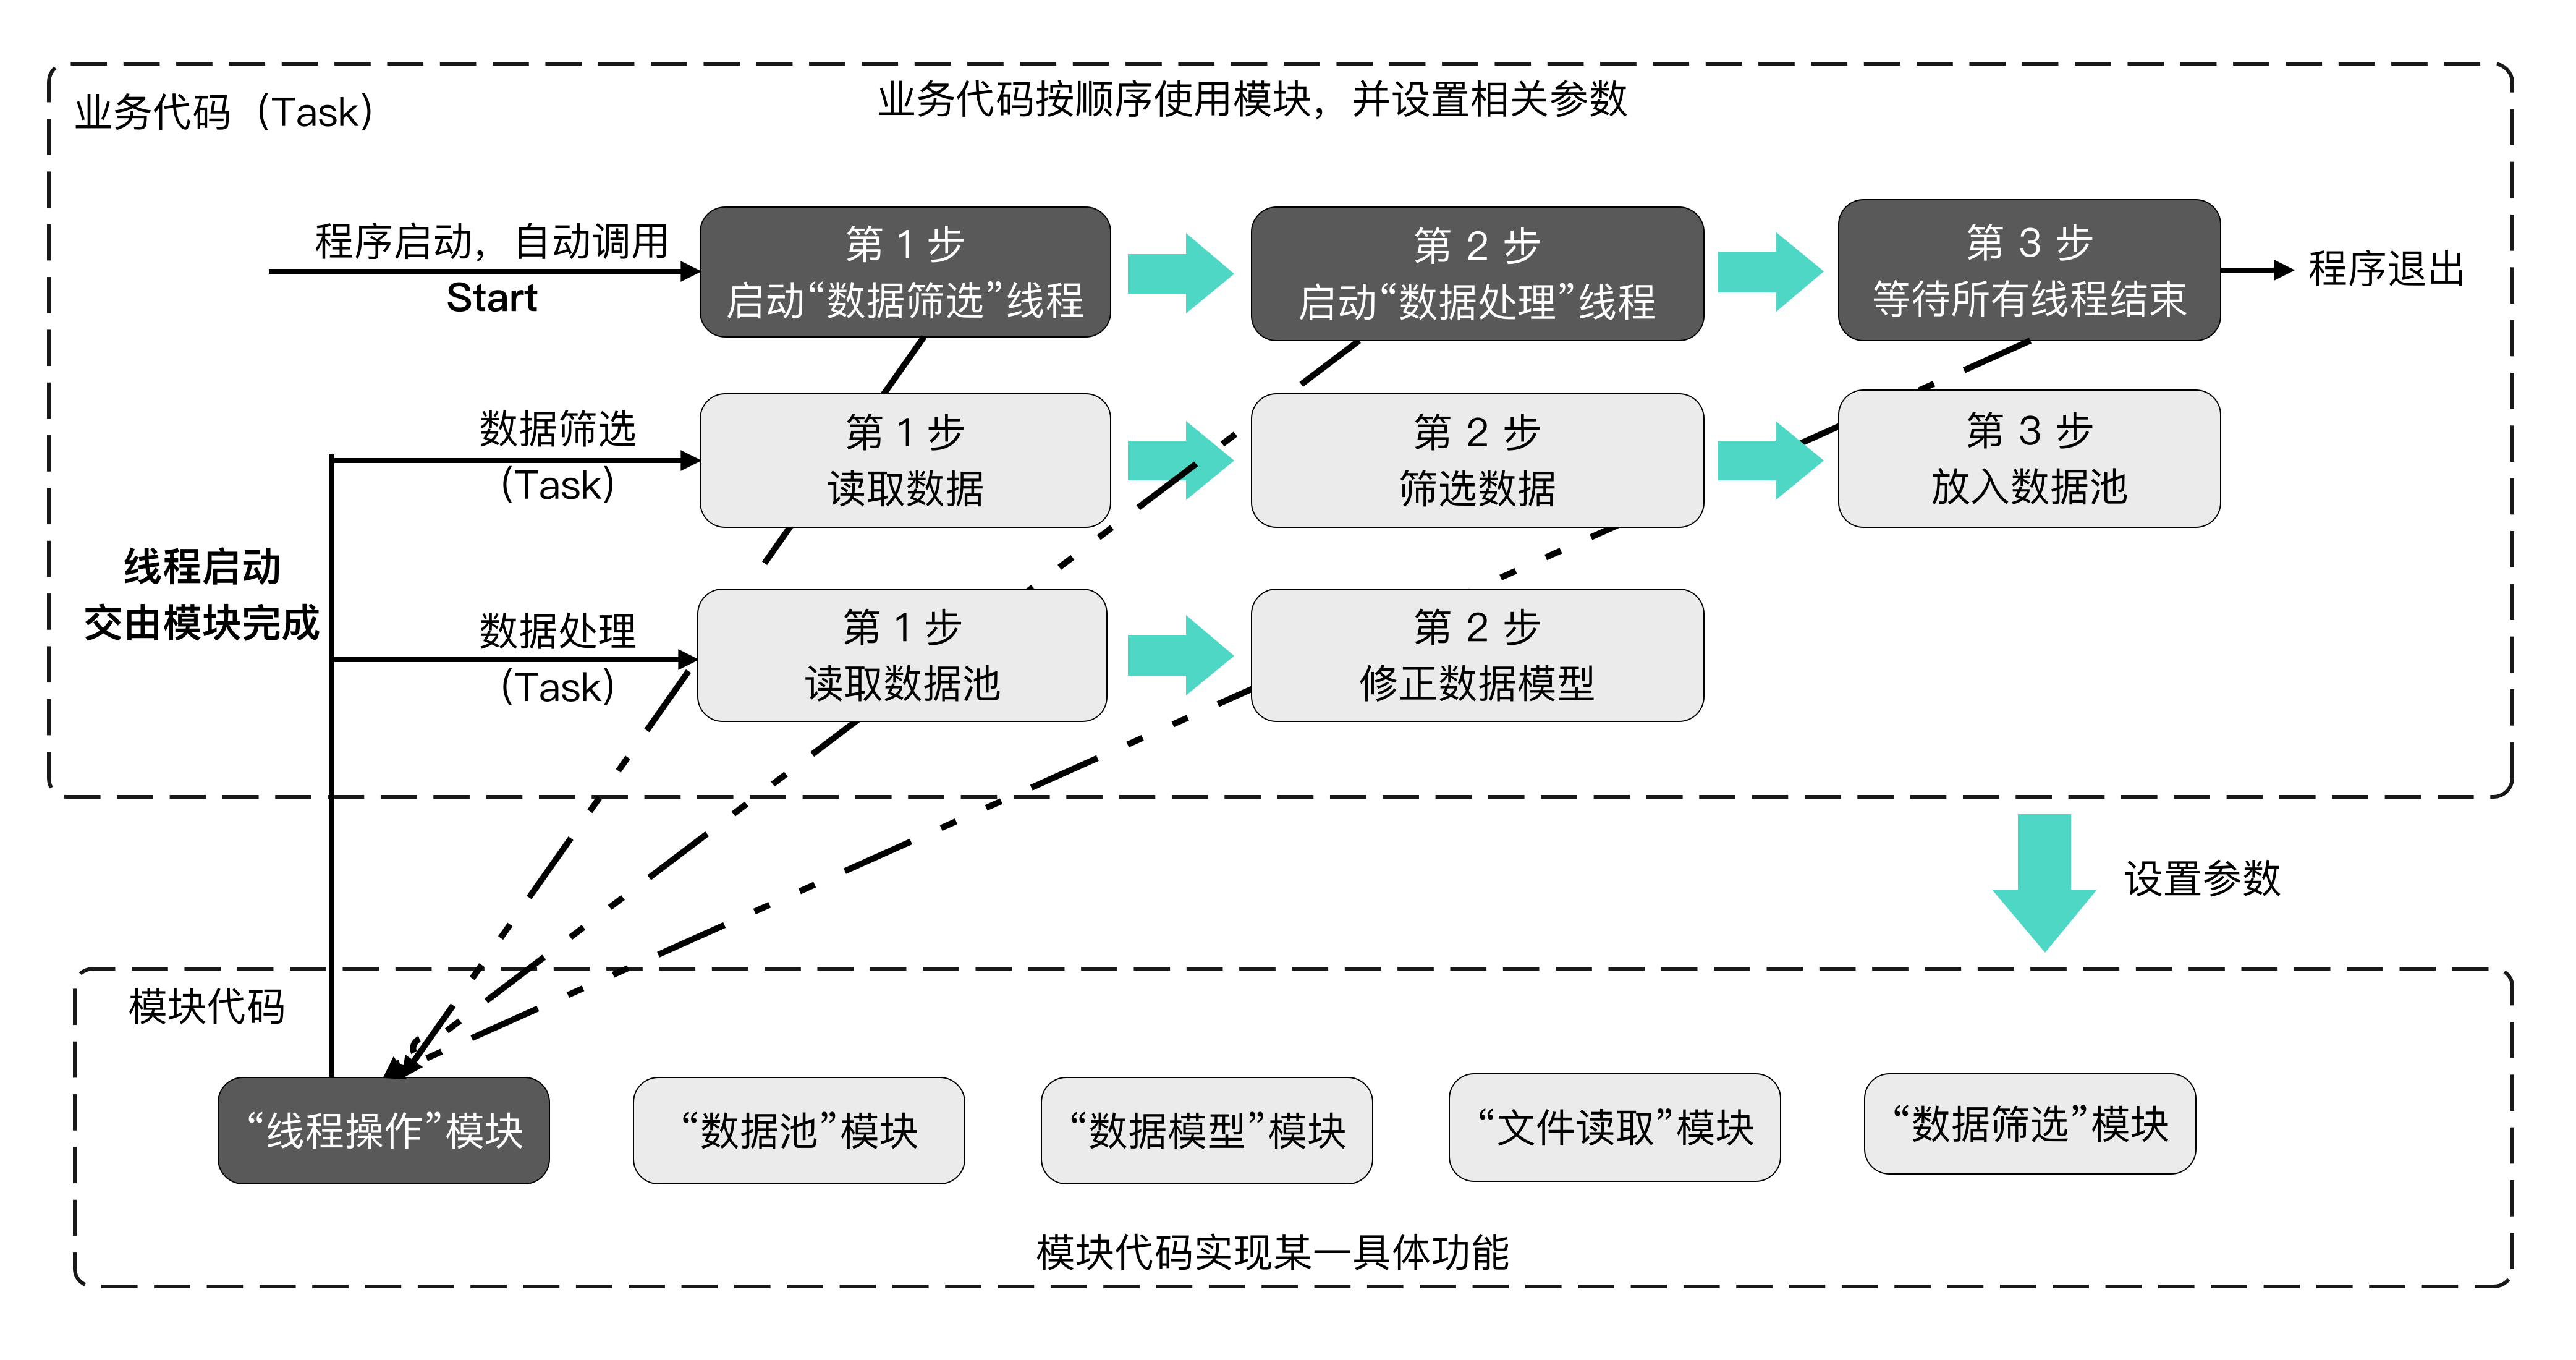 业务代码（Task）
业务代码按顺序使用模块，并设置相关参数
程序启动，自动调用
Start
第 1 步
启动“数据筛选”线程
第 2 步
启动“数据处理”线程
第 3 步
等待所有线程结束
程序退出
数据筛选
（Task）
第 1 步
读取数据
第 2 步
筛选数据
第 3 步
放入数据池
线程启动
交由模块完成
数据处理
（Task）
第 1 步
读取数据池
第 2 步
修正数据模型
设置参数
模块代码
“线程操作”模块
“数据池”模块
“数据模型”模块
“文件读取”模块
“数据筛选”模块
模块代码实现某一具体功能